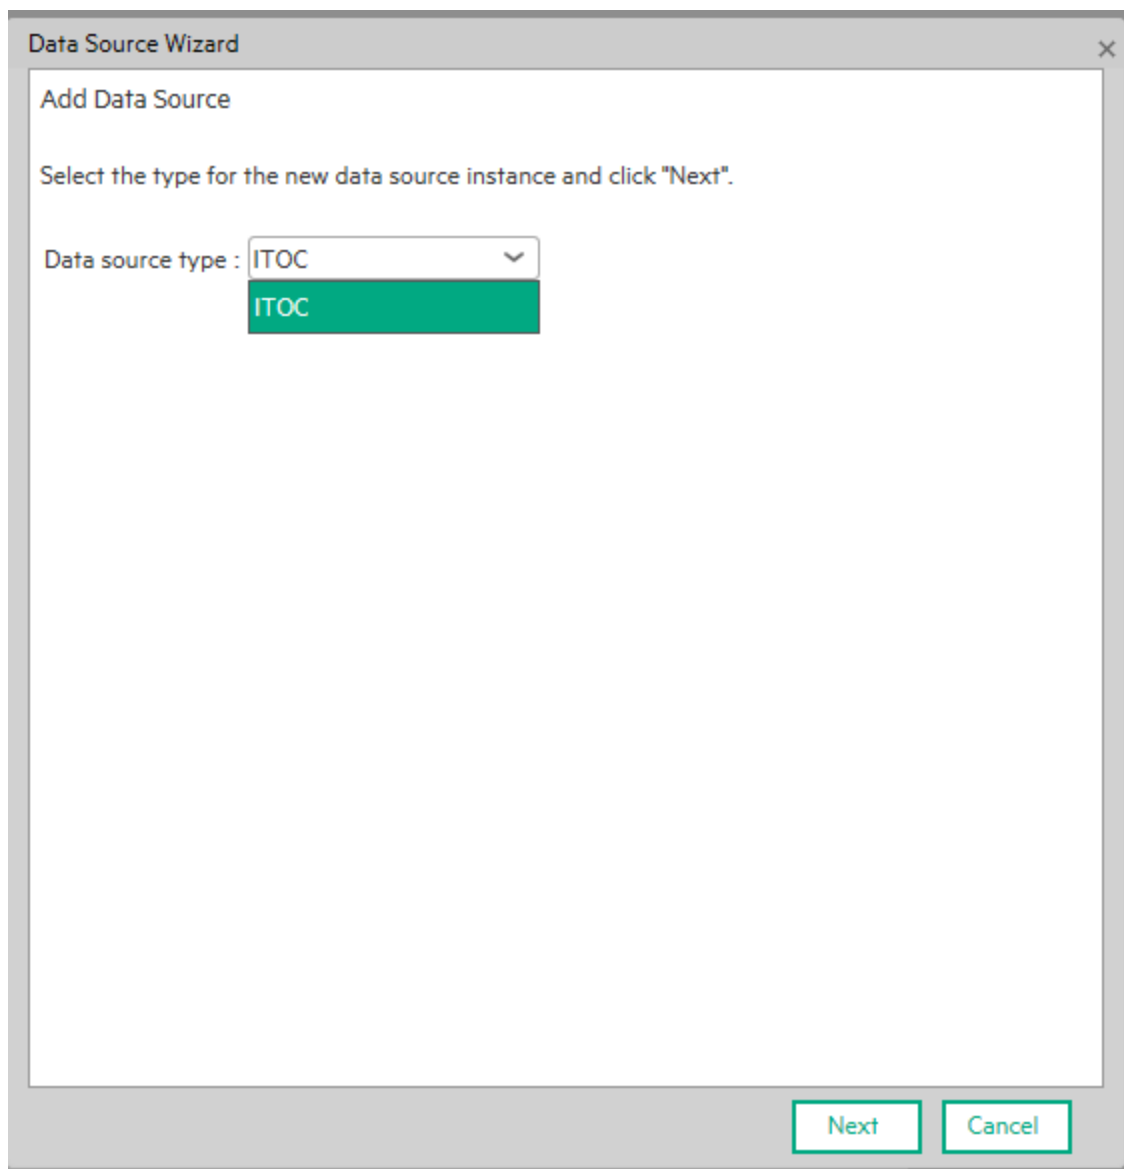 Data Source Wizard
Add Data Source
Select the type for the new data source instance and click "Next".
Data source type : ITOC
ITOC
Next Cancel